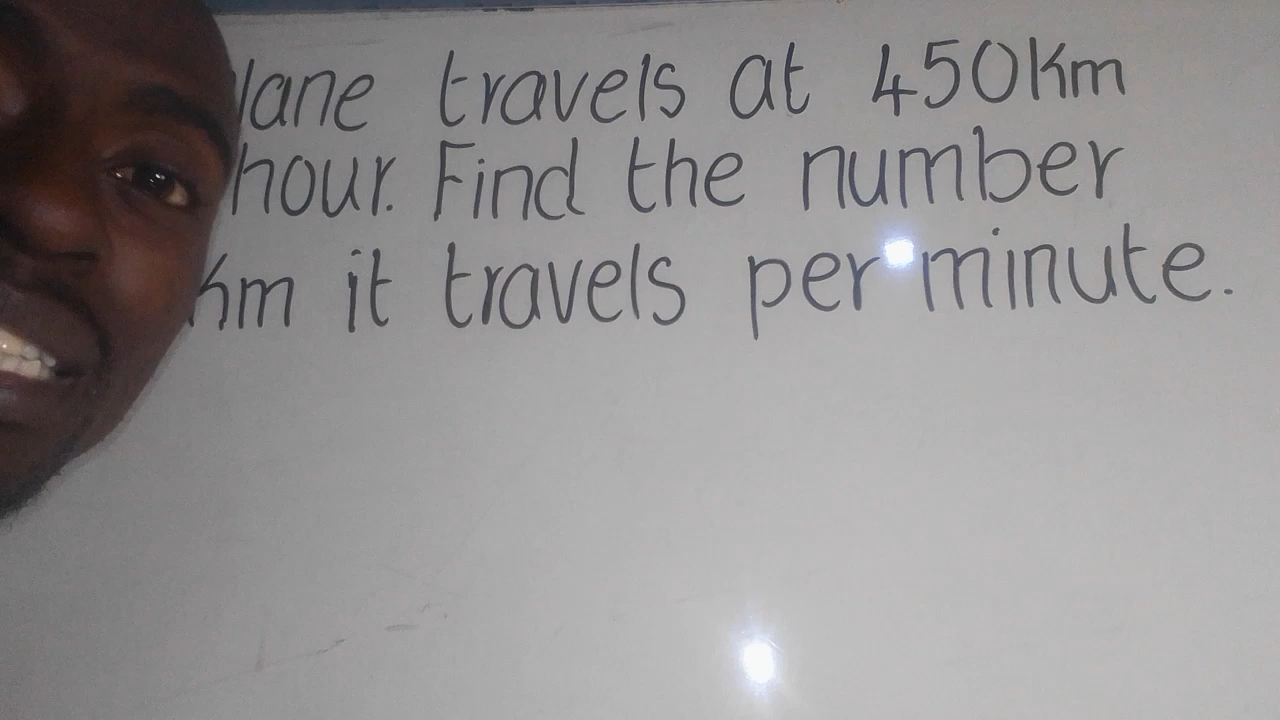 lane travels at 450Km
hour. Find the number
Km it travels per minute.